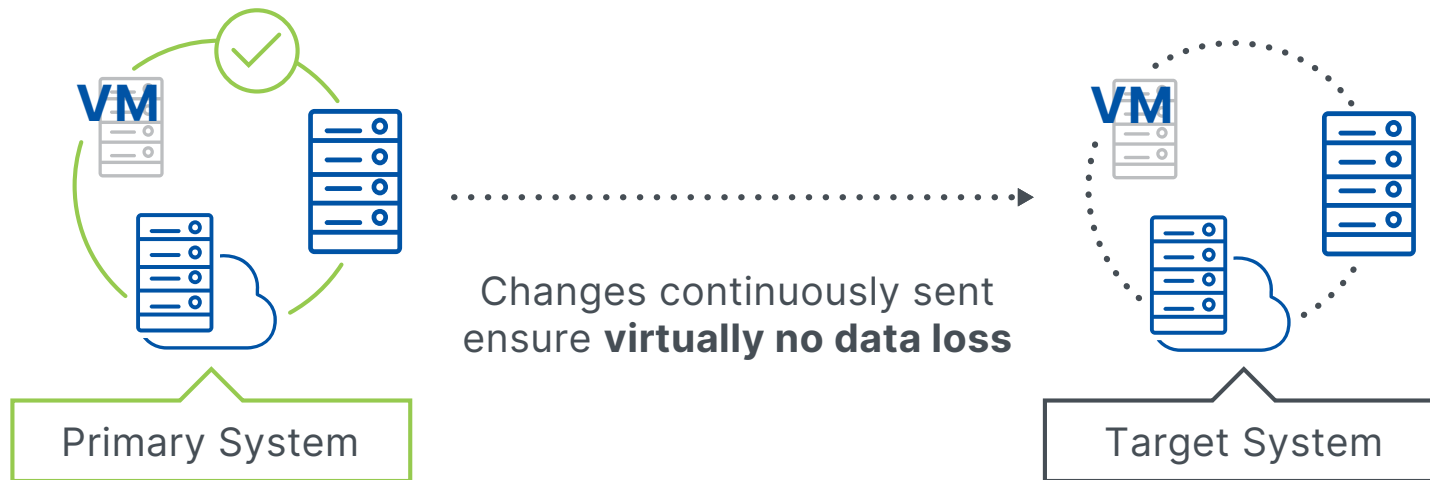 VM
VM
Changes continuously sent
ensure virtually no data loss
Primary System
Target System